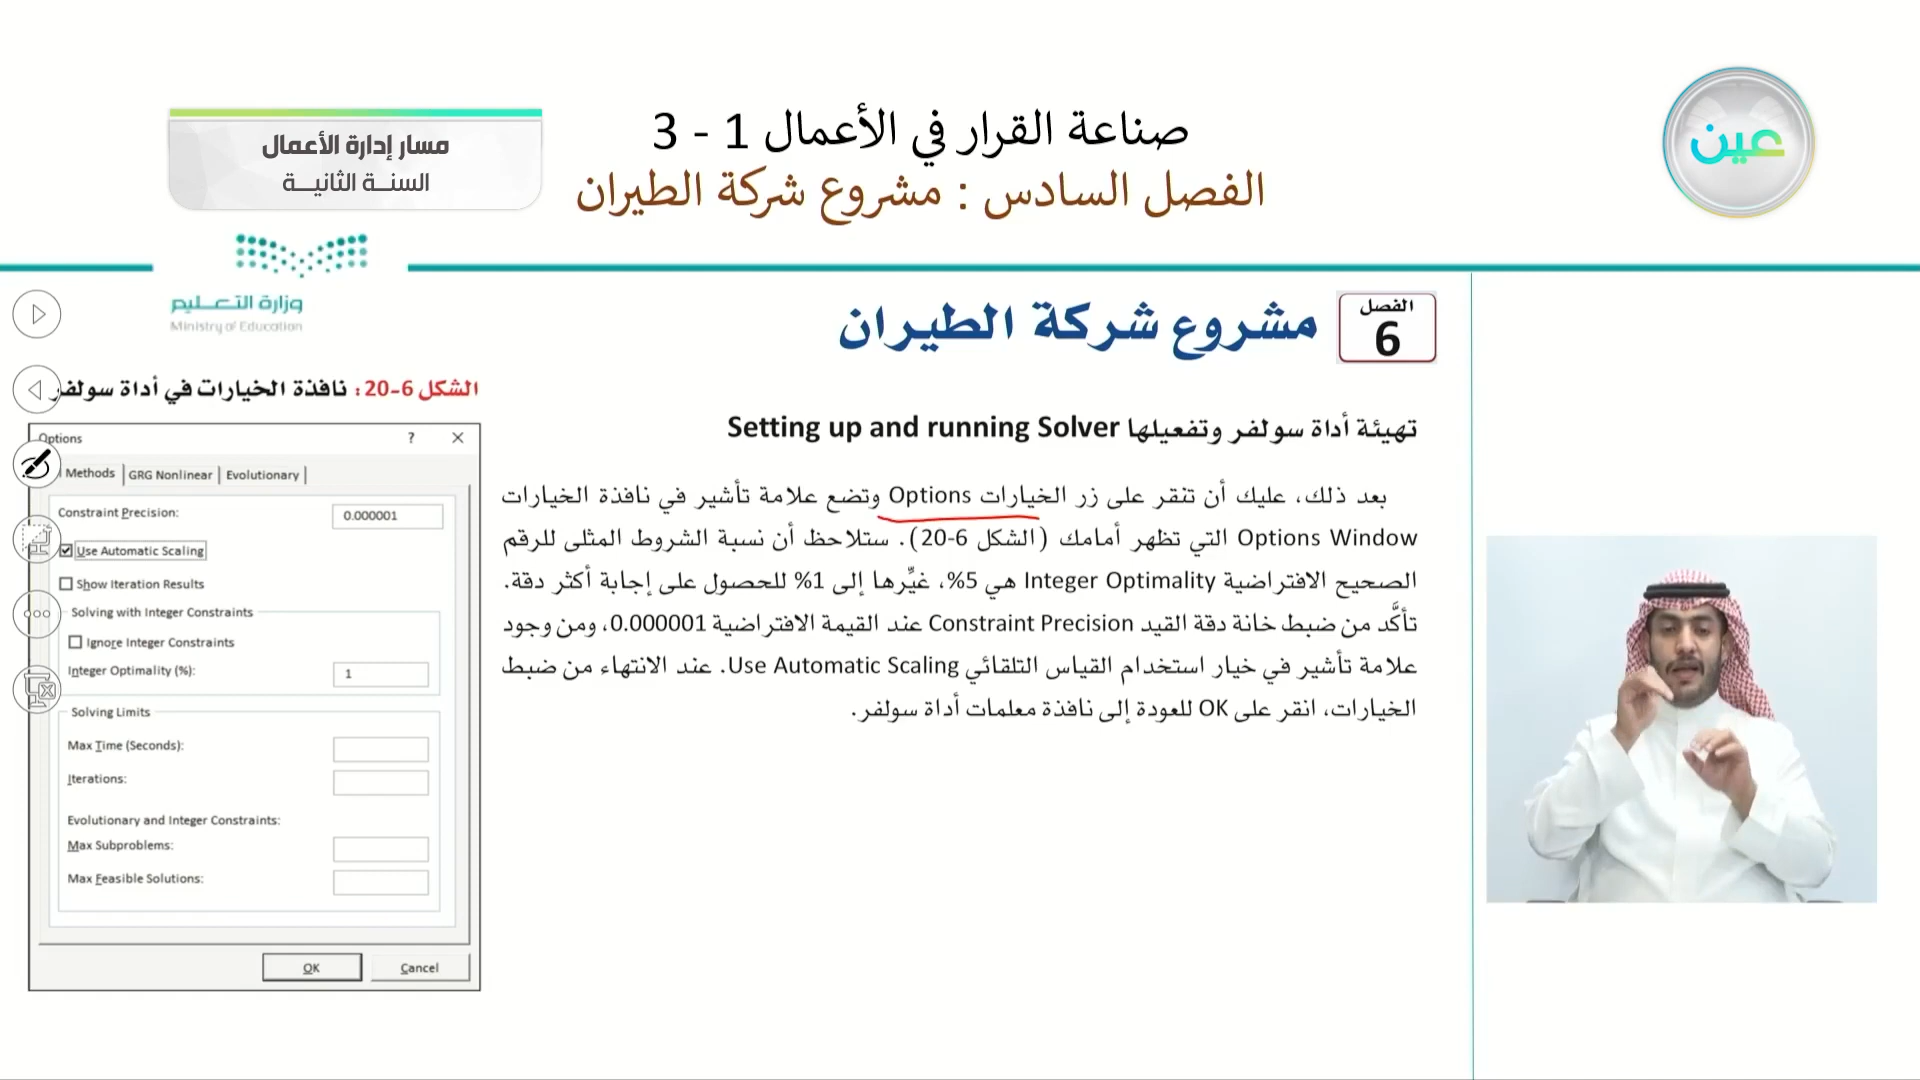 صناعة القرار في الأعمال 1 - 3
الفصل السادس : مشروع شركة الطيران
عين
مسار إدارة الأعمال
السنة الثانية
وزارة التعليم
Ministry of Education
الفصل
6
مشروع شركة الطيران
تهيئة أداة سولفر وتفعيلها Setting up and running Solver
بعد ذلك، عليك أن تنقر على زر الخيارات Options وتضع علامة تأشير في نافذة الخيارات
Options Window التي تظهر أمامك (الشكل 6-20). ستلاحظ أن نسبة الشروط المثلى للرقم
الصحيح الافتراضية Integer Optimality هي 5%، غيِّرها إلى 1% للحصول على إجابة أكثر دقة.
تأكَّد من ضبط خانة دقة القيد Constraint Precision عند القيمة الافتراضية 0.000001، ومن وجود
علامة تأشير في خيار استخدام القياس التلقائي Use Automatic Scaling. عند الانتهاء من ضبط
الخيارات، انقر على OK للعودة إلى نافذة معلمات أداة سولفر.
الشكل 6-20: نافذة الخيارات في أداة سولفر
Options ? ×
Methods GRG Nonlinear Evolutionary
Constraint Precision: 0.000001
Use Automatic Scaling
Show Iteration Results
Solving with Integer Constraints
Ignore Integer Constraints
Integer Optimality (%): 1
Solving Limits
Max Time (Seconds):
Iterations:
Evolutionary and Integer Constraints:
Max Subproblems:
Max Feasible Solutions:
OK Cancel